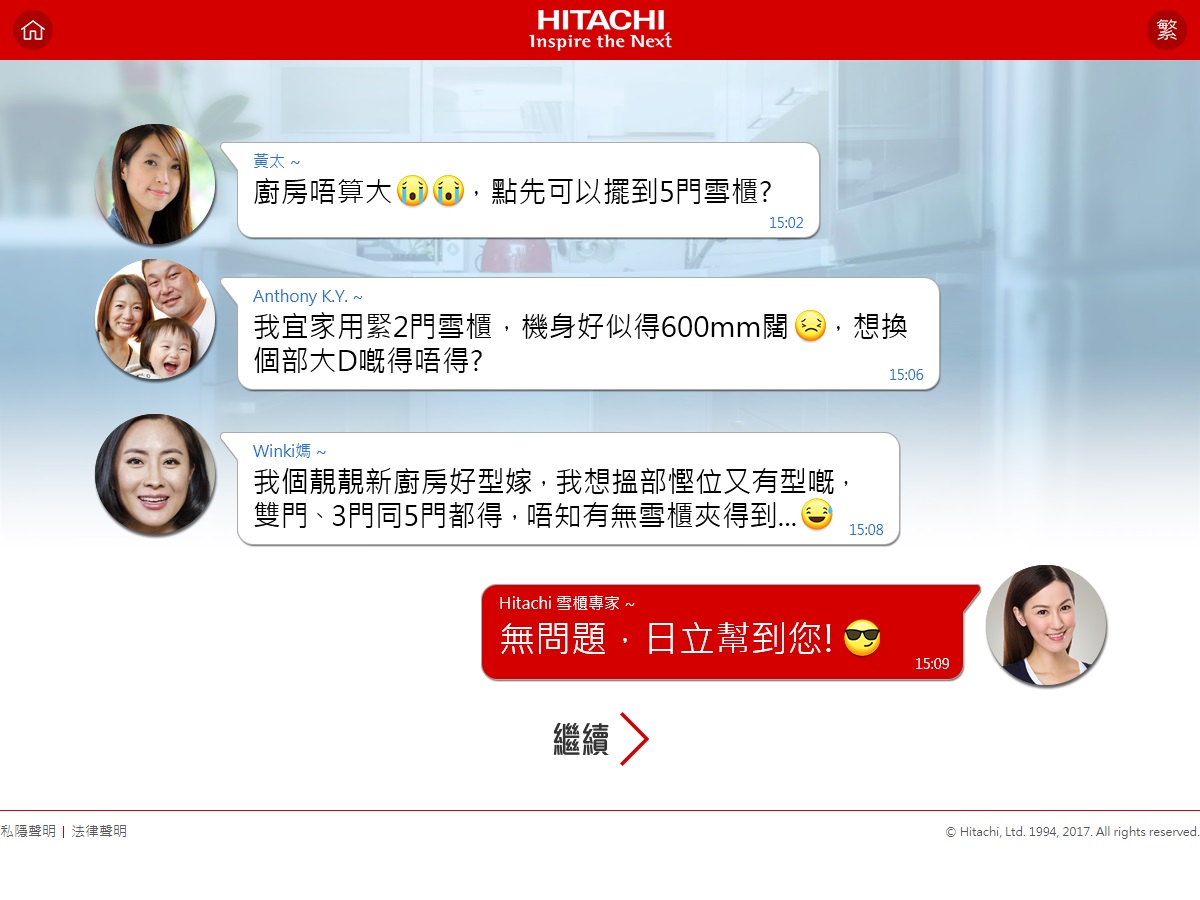 HITACHI
Inspire the Next
繁
黃太 ~
廚房唔算大😭😭，點先可以擺到5門雪櫃?
15:02
Anthony K.Y. ~
我宜家用緊2門雪櫃，機身好似得600mm闊😣，想換
個部大D嘅得唔得?
15:06
Winki媽 ~
我個靚靚新廚房好型嫁，我想搵部慳位又有型嘅，
雙門、3門同5門都得，唔知有無雪櫃夾得到...😅
15:08
Hitachi 雪櫃專家 ~
無問題，日立幫到您! 😎
15:09
繼續
私隱聲明 | 法律聲明
© Hitachi, Ltd. 1994, 2017. All rights reserved.